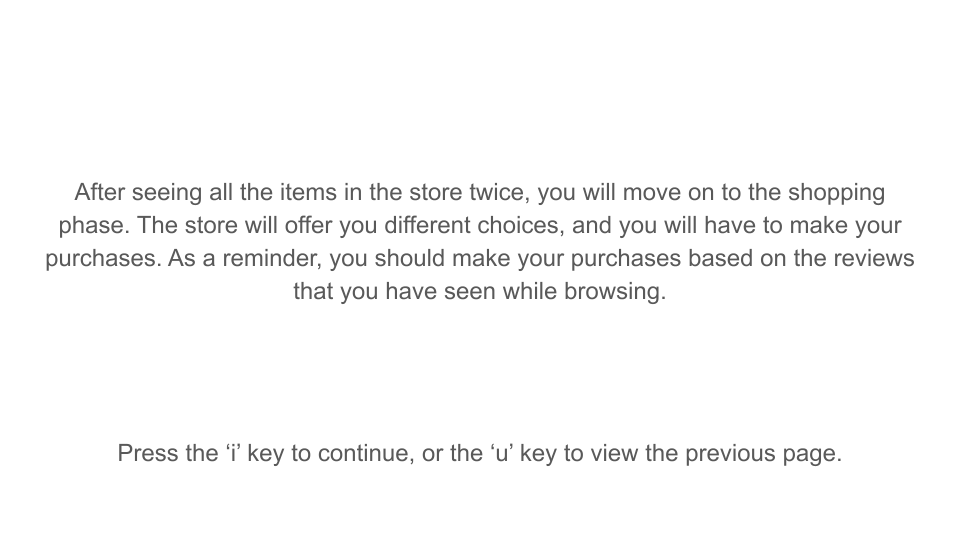 After seeing all the items in the store twice, you will move on to the shopping
phase. The store will offer you different choices, and you will have to make your
purchases. As a reminder, you should make your purchases based on the reviews
that you have seen while browsing.
Press the ‘i’ key to continue, or the ‘u’ key to view the previous page.